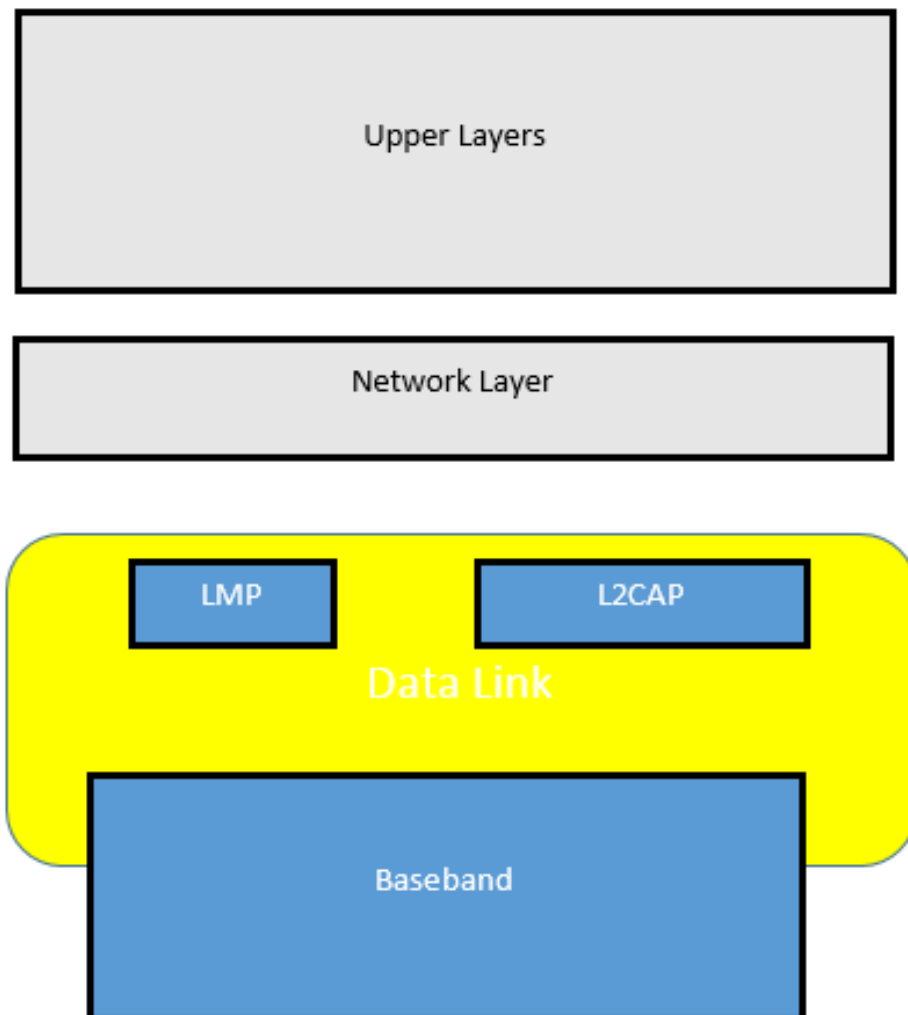 Upper Layers
Network Layer
LMP
L2CAP
Data Link
Baseband